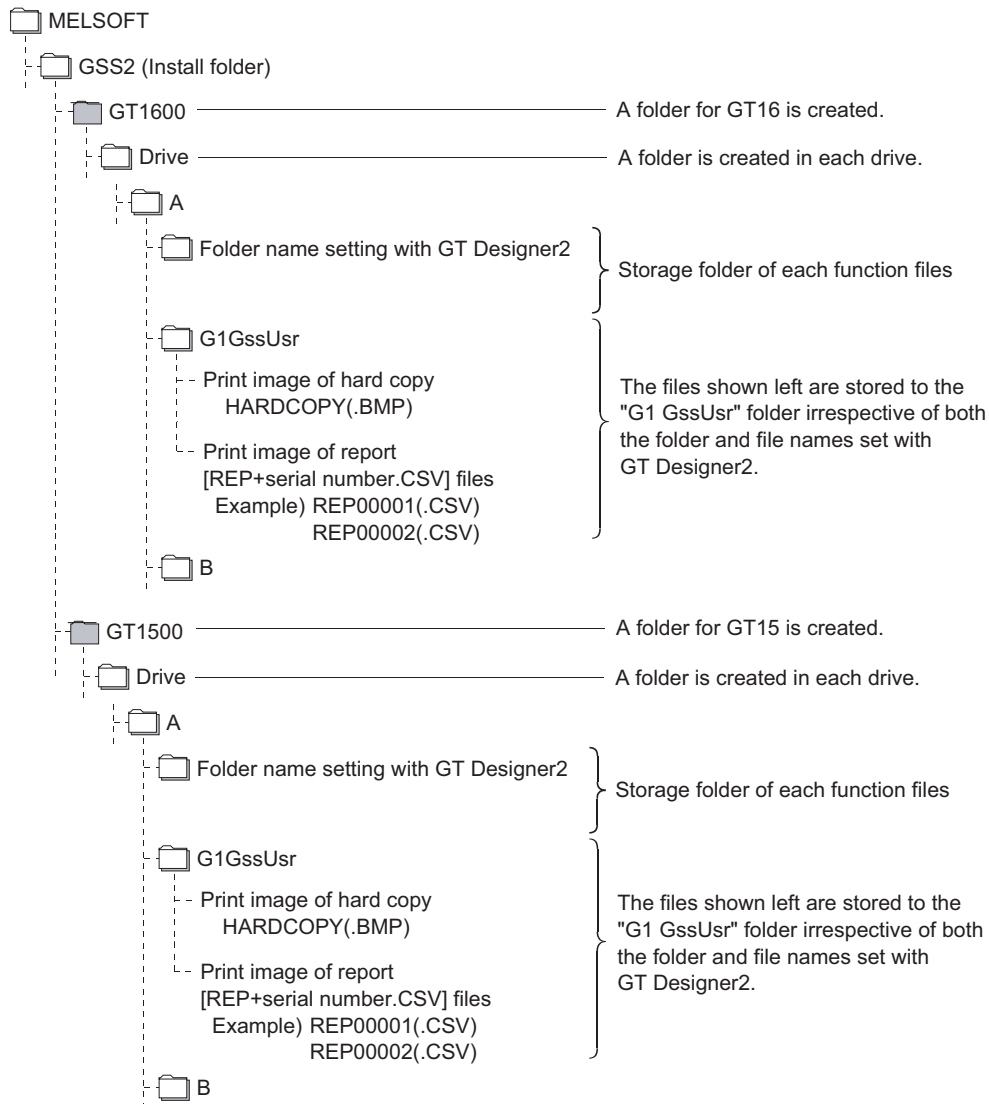 MELSOFT
GSS2 (Install folder)
GT1600
A folder for GT16 is created.
Drive
A folder is created in each drive.
A
Folder name setting with GT Designer2
Storage folder of each function files
G1GssUsr
Print image of hard copy
HARDCOPY(.BMP)
Print image of report
[REP+serial number.CSV] files
Example) REP00001(.CSV)
REP00002(.CSV)
The files shown left are stored to the
"G1 GssUsr" folder irrespective of both
the folder and file names set with
GT Designer2.
B
GT1500
A folder for GT15 is created.
Drive
A folder is created in each drive.
A
Folder name setting with GT Designer2
Storage folder of each function files
G1GssUsr
Print image of hard copy
HARDCOPY(.BMP)
Print image of report
[REP+serial number.CSV] files
Example) REP00001(.CSV)
REP00002(.CSV)
The files shown left are stored to the
"G1 GssUsr" folder irrespective of both
the folder and file names set with
GT Designer2.
B